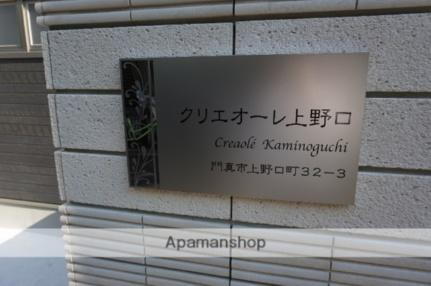 クリエオーレ上野口
Creaolé Kaminoguchi
門真市上野口町32-3
Apamanshop